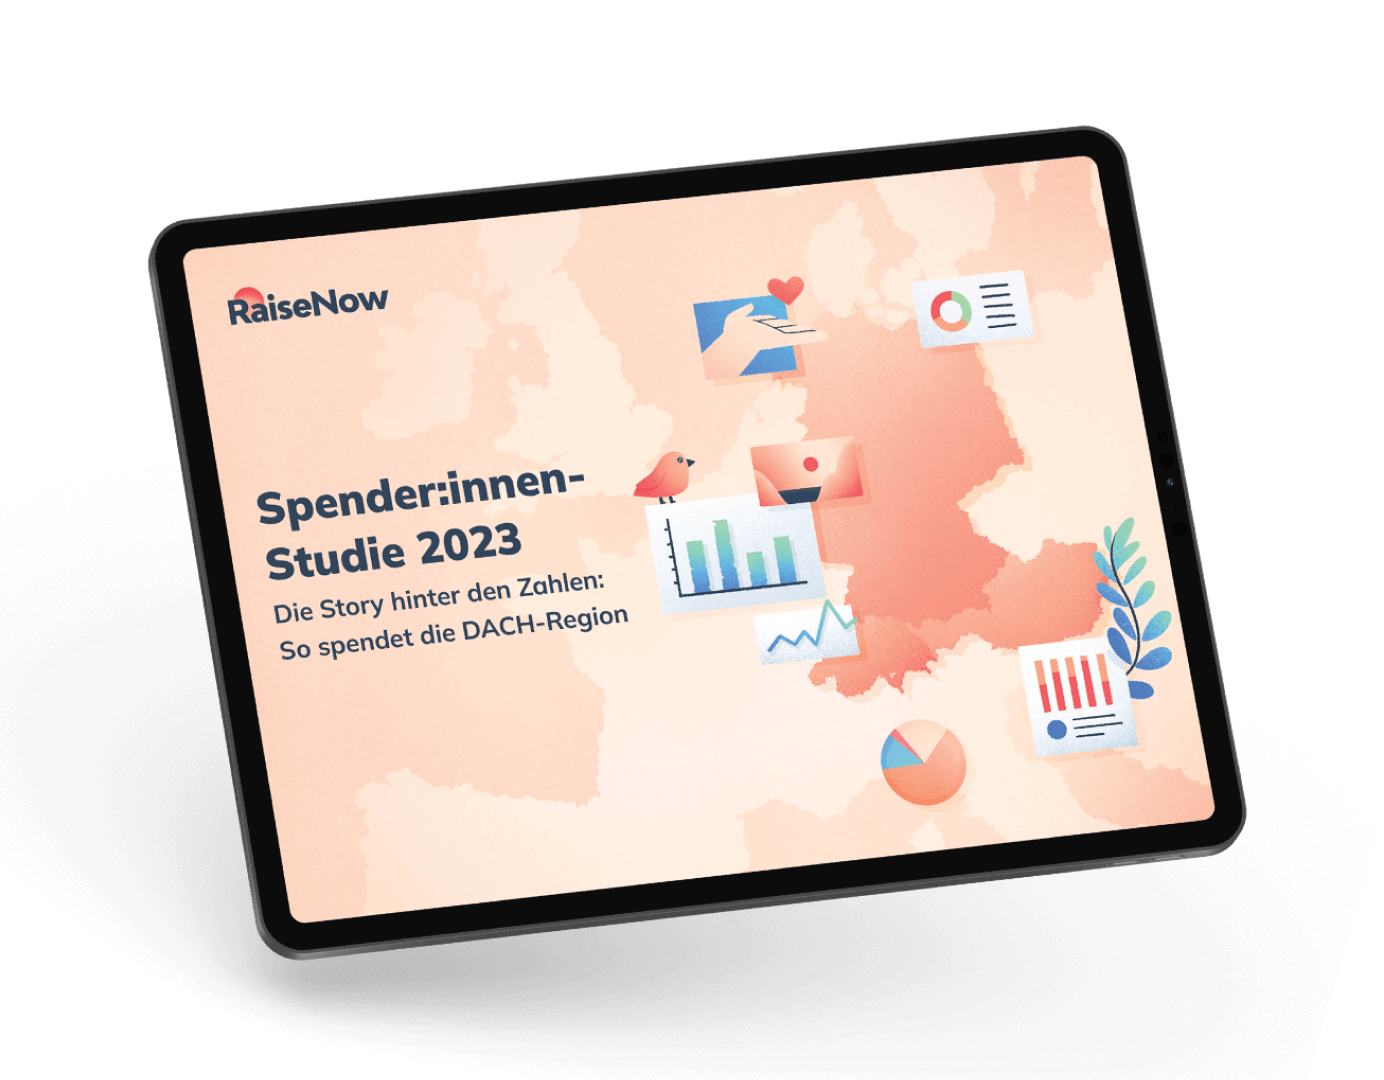 RaiseNow
Spender:innen-
Studie 2023
Die Story hinter den Zahlen:
So spendet die DACH-Region